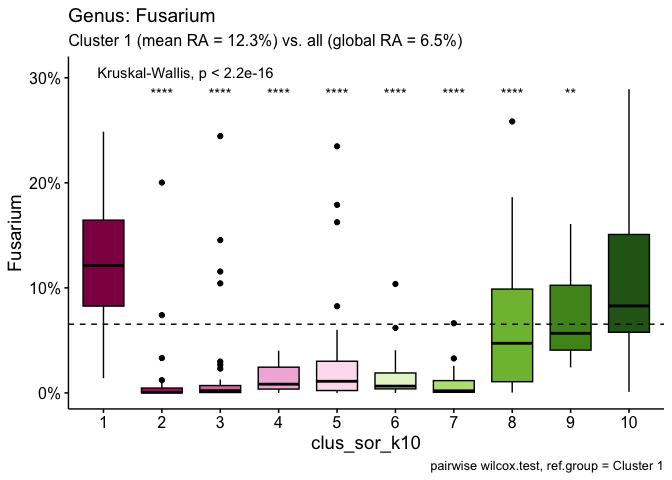 Genus: Fusarium
Cluster 1 (mean RA = 12.3%) vs. all (global RA = 6.5%)
Kruskal-Wallis, p < 2.2e-16
**** **** **** **** **** **** **** **
30%
20%
10%
0%
Fusarium
1 2 3 4 5 6 7 8 9 10
clus_sor_k10
pairwise wilcox.test, ref.group = Cluster 1